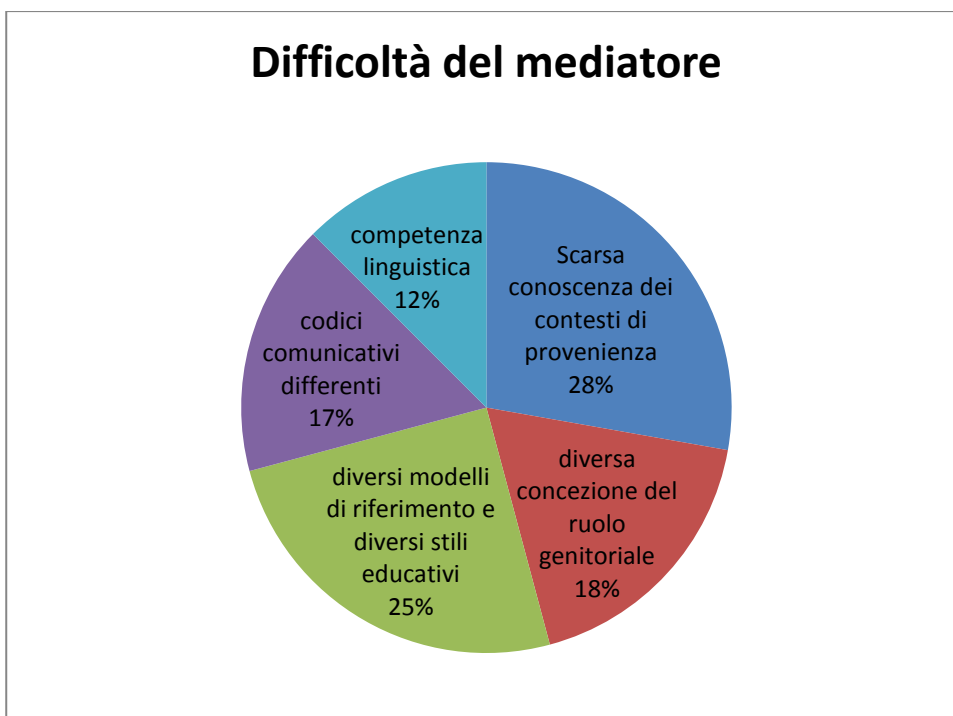 Difficoltà del mediatore
Scarsa
conoscenza dei
contesti di
provenienza
28%
diversa
concezione del
ruolo
genitoriale
18%
diversi modelli
di riferimento e
diversi stili
educativi
25%
codici
comunicativi
differenti
17%
competenza
linguistica
12%